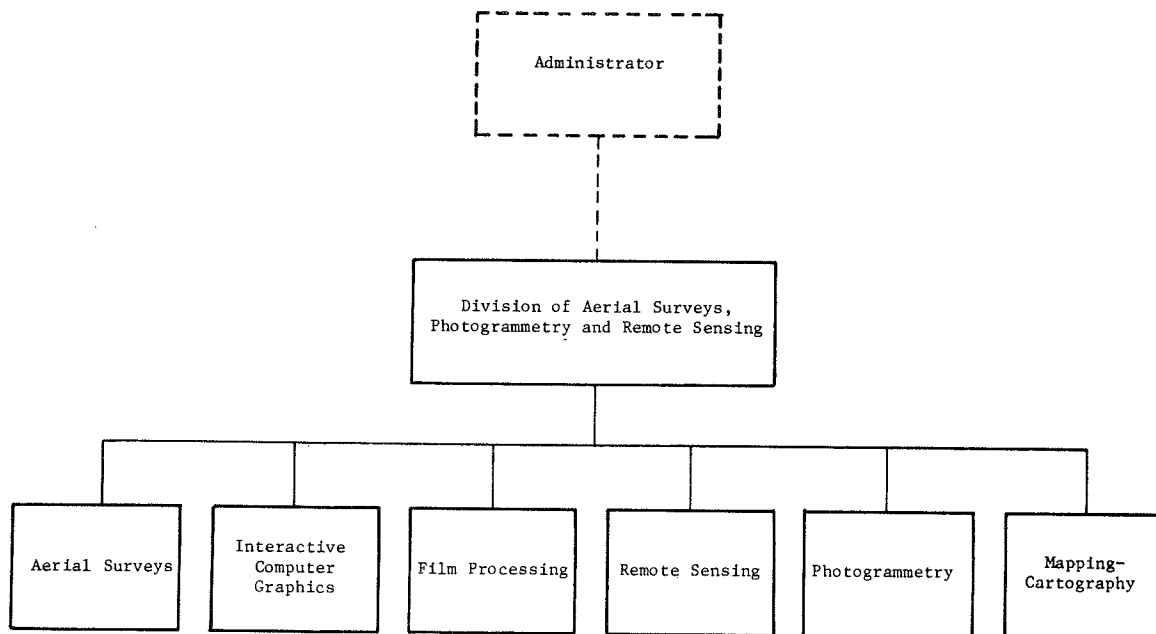 Administrator
Division of Aerial Surveys,
Photogrammetry and Remote Sensing
Aerial Surveys
Interactive
Computer
Graphics
Film Processing
Remote Sensing
Photogrammetry
Mapping-
Cartography